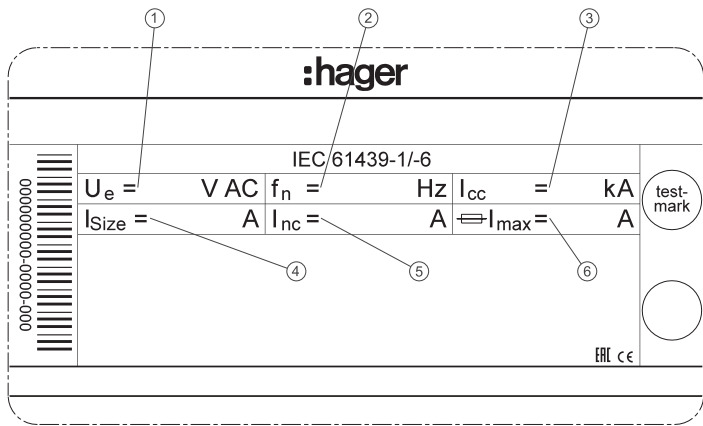 ① ② ③
:hager
IEC 61439-1/-6
Ue = V AC fn = Hz Icc = kA
ISize = A Inc = A Imax = A
④ ⑤ ⑥
000-0000-000000000
test-
mark
EAC CE